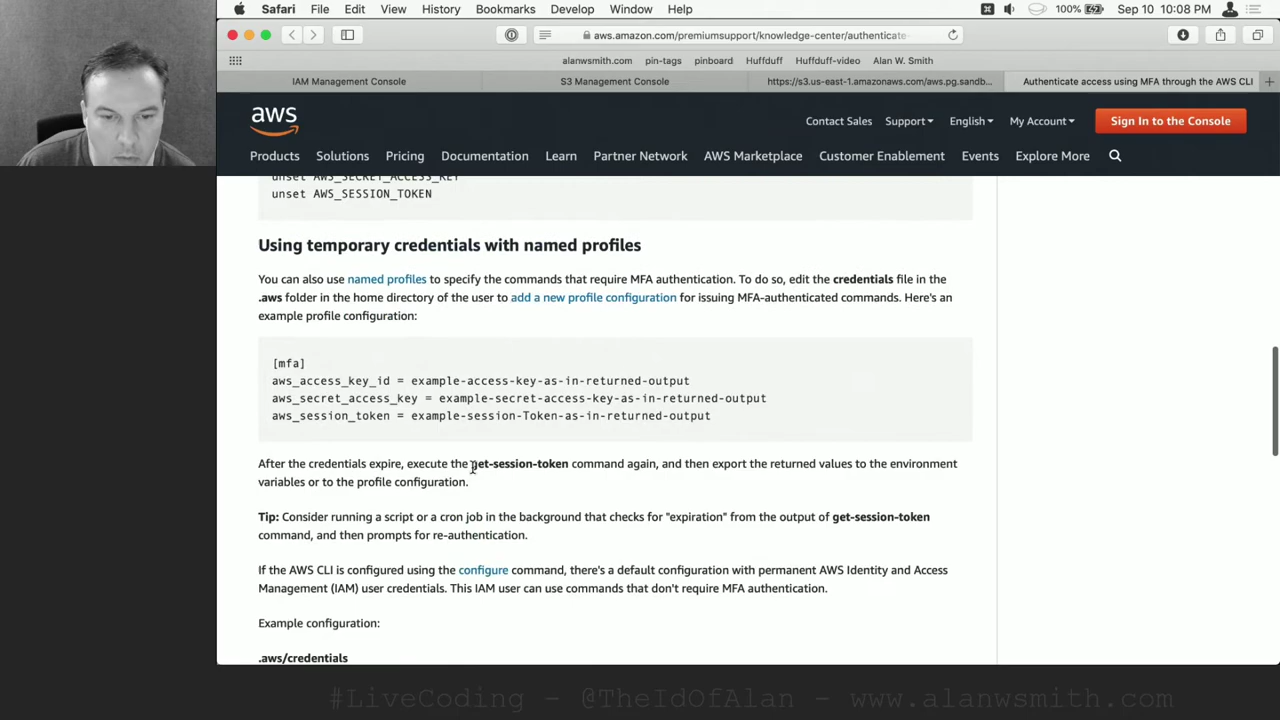 Safari File Edit View History Bookmarks Develop Window Help 100% Sep 10 10:08 PM
aws.amazon.com/premiumsupport/knowledge-center/authenticate-
alanwsmith.com pin-tags pinboard Huffduff Huffduff-video Alan W. Smith
IAM Management Console S3 Management Console https://s3.us-east-1.amazonaws.com/aws.pg.sandb... Authenticate access using MFA through the AWS CLI
aws
Contact Sales Support English My Account Sign In to the Console
Products Solutions Pricing Documentation Learn Partner Network AWS Marketplace Customer Enablement Events Explore More
unset AWS_SECRET_ACCESS_KEY
unset AWS_SESSION_TOKEN
Using temporary credentials with named profiles
You can also use named profiles to specify the commands that require MFA authentication. To do so, edit the credentials file in the
.aws folder in the home directory of the user to add a new profile configuration for issuing MFA-authenticated commands. Here's an
example profile configuration:
[mfa]
aws_access_key_id = example-access-key-as-in-returned-output
aws_secret_access_key = example-secret-access-key-as-in-returned-output
aws_session_token = example-session-Token-as-in-returned-output
After the credentials expire, execute the get-session-token command again, and then export the returned values to the environment
variables or to the profile configuration.
Tip: Consider running a script or a cron job in the background that checks for "expiration" from the output of get-session-token
command, and then prompts for re-authentication.
If the AWS CLI is configured using the configure command, there's a default configuration with permanent AWS Identity and Access
Management (IAM) user credentials. This IAM user can use commands that don't require MFA authentication.
Example configuration:
.aws/credentials
#LiveCoding - @TheIdOfAlan - www.alanwsmith.com